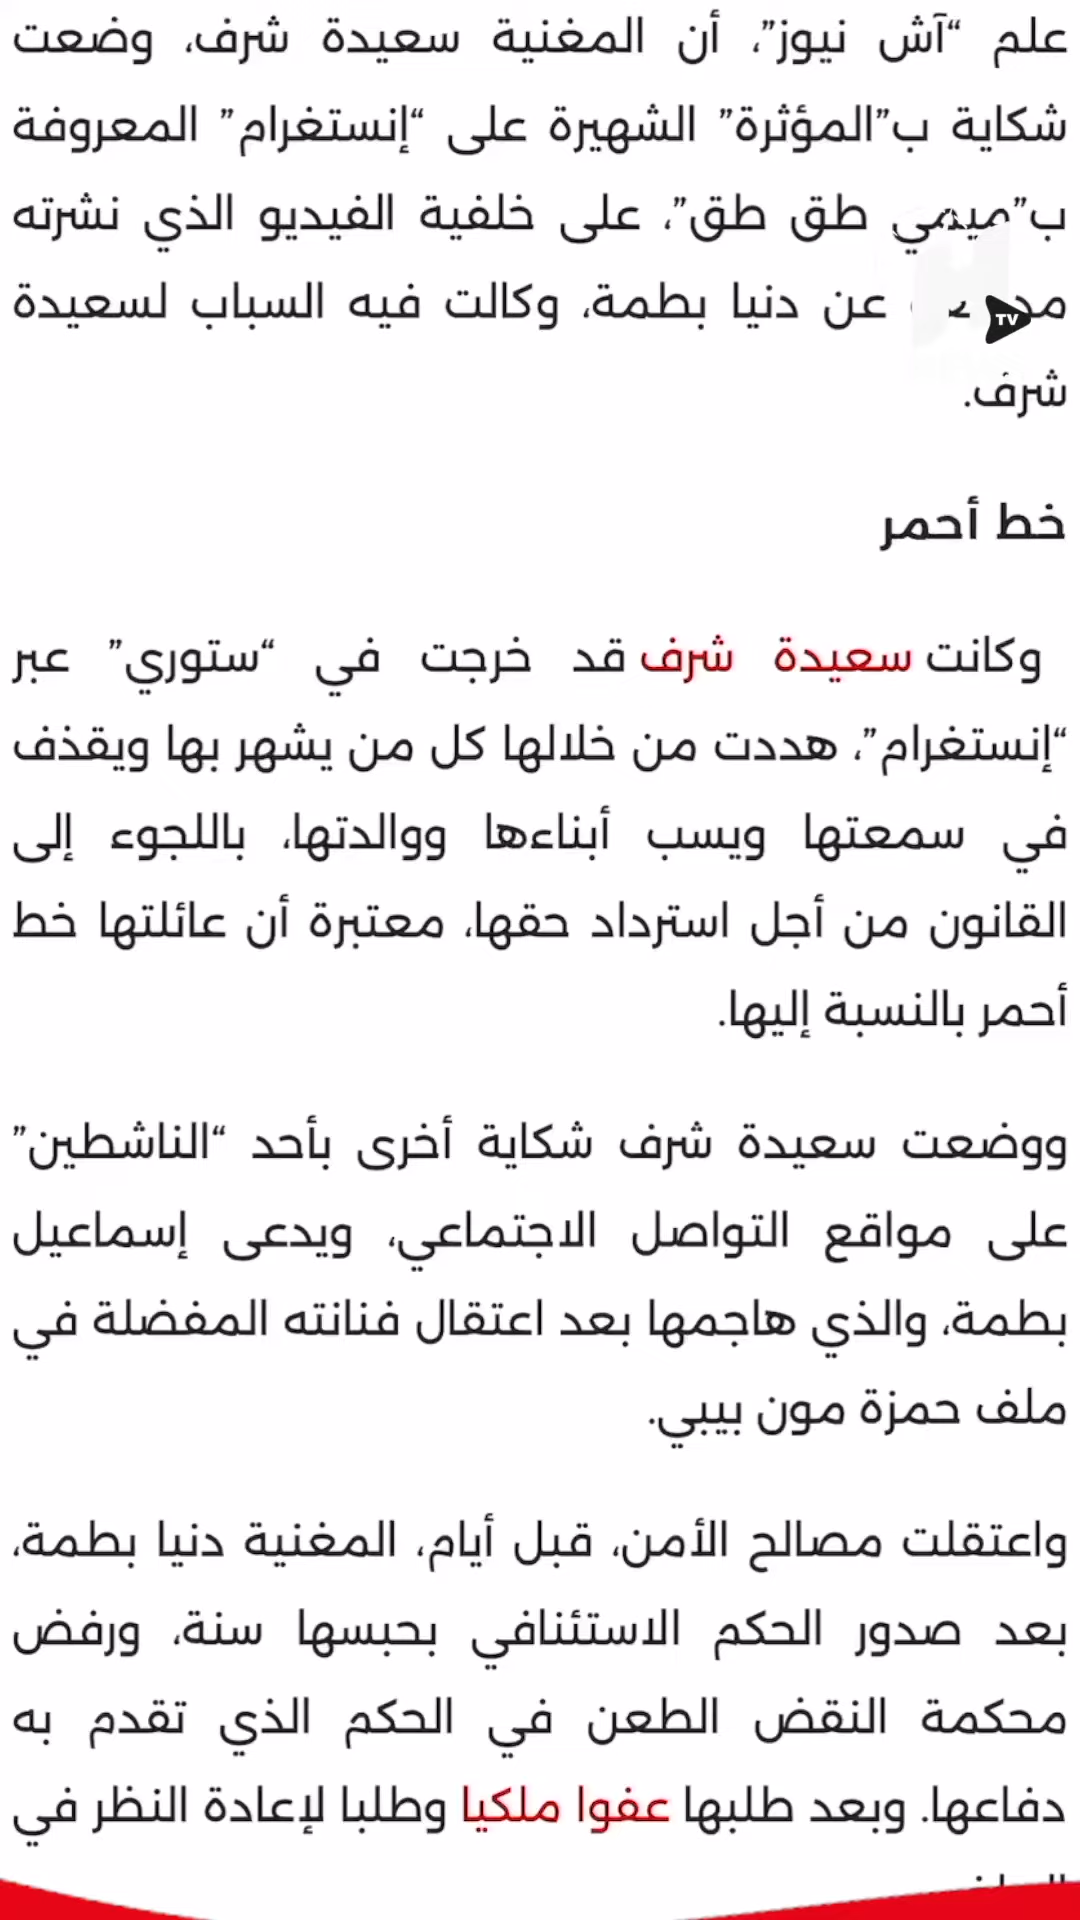 علم “آش نيوز”، أن المغنية سعيدة شرف، وضعت
شكاية ب”المؤثرة” الشهيرة على “إنستغرام” المعروفة
ب”ميمي طق طق”، على خلفية الفيديو الذي نشرته
عن دنيا بطمة، وكالت فيه السباب لسعيدة
TV
شرف.
خط أحمر
وكانت سعيدة شرف قد خرجت في “ستوري” عبر
“إنستغرام”، هددت من خلالها كل من يشهر بها ويقذف
في سمعتها ويسب أبناءها ووالدتها، باللجوء إلى
القانون من أجل استرداد حقها، معتبرة أن عائلتها خط
أحمر بالنسبة إليها.
ووضعت سعيدة شرف شكاية أخرى بأحد “الناشطين”
على مواقع التواصل الاجتماعي، ويدعى إسماعيل
بطمة، والذي هاجمها بعد اعتقال فنانته المفضلة في
ملف حمزة مون بيبي.
واعتقلت مصالح الأمن، قبل أيام، المغنية دنيا بطمة،
بعد صدور الحكم الاستئنافي بحبسها سنة، ورفض
محكمة النقض الطعن في الحكم الذي تقدم به
دفاعها. وبعد طلبها عفوا ملكيا وطلبا لإعادة النظر في